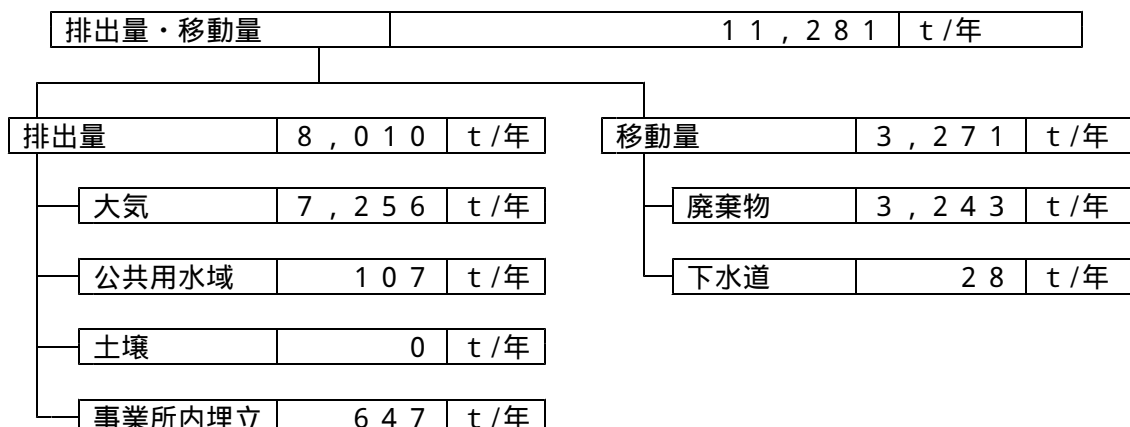 排出量・移動量 11,281 t/年
排出量 8,010 t/年 移動量 3,271 t/年
大気 7,256 t/年 廃棄物 3,243 t/年
公共用水域 107 t/年 下水道 28 t/年
土壌 0 t/年
事業所内埋立 647 t/年